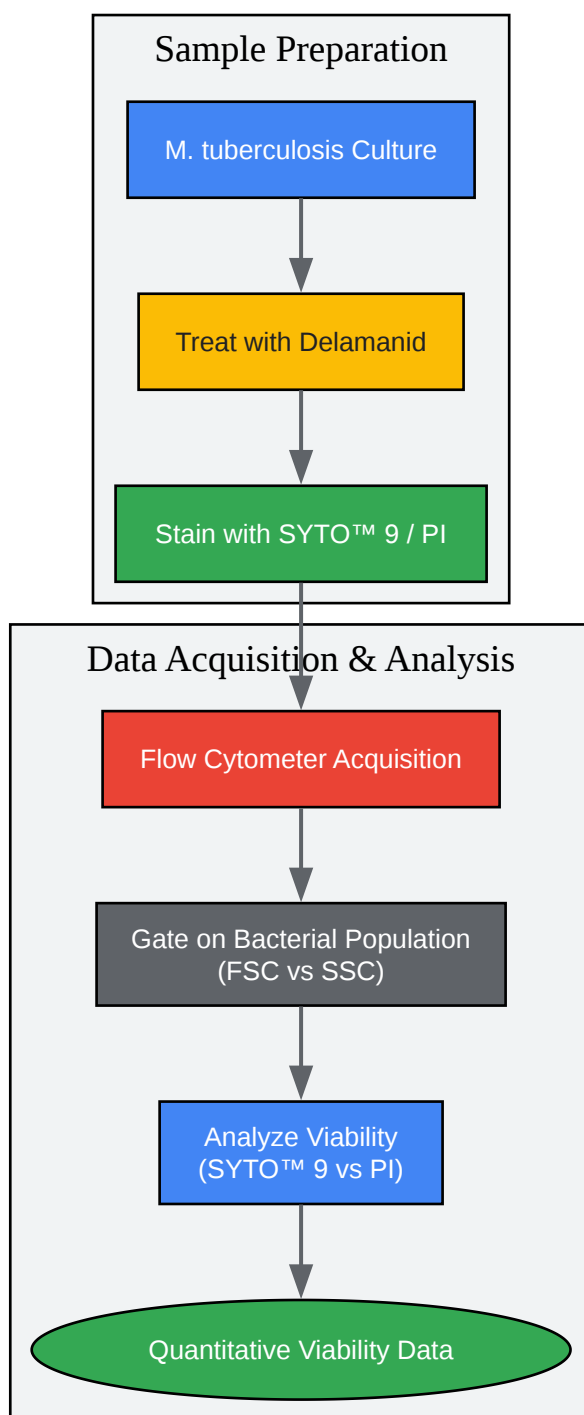 Sample Preparation
M. tuberculosis Culture
Treat with Delamanid
Stain with SYTO™ 9 / PI
Data Acquisition & Analysis
Flow Cytometer Acquisition
Gate on Bacterial Population
(FSC vs SSC)
Analyze Viability
(SYTO™ 9 vs PI)
Quantitative Viability Data